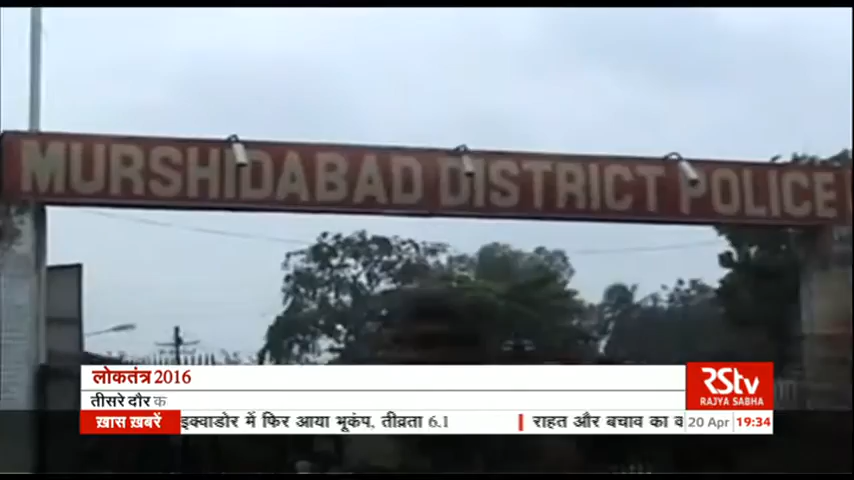 MURSHIDABAD DISTRICT POLICE
लोकतंत्र 2016
तीसरे दौर
RStv
RAJYA SABHA
ख़ास ख़बरें
इक्वाडोर में फिर आया भूकंप, तीव्रता 6.1
राहत और बचाव का
20 Apr 19:34